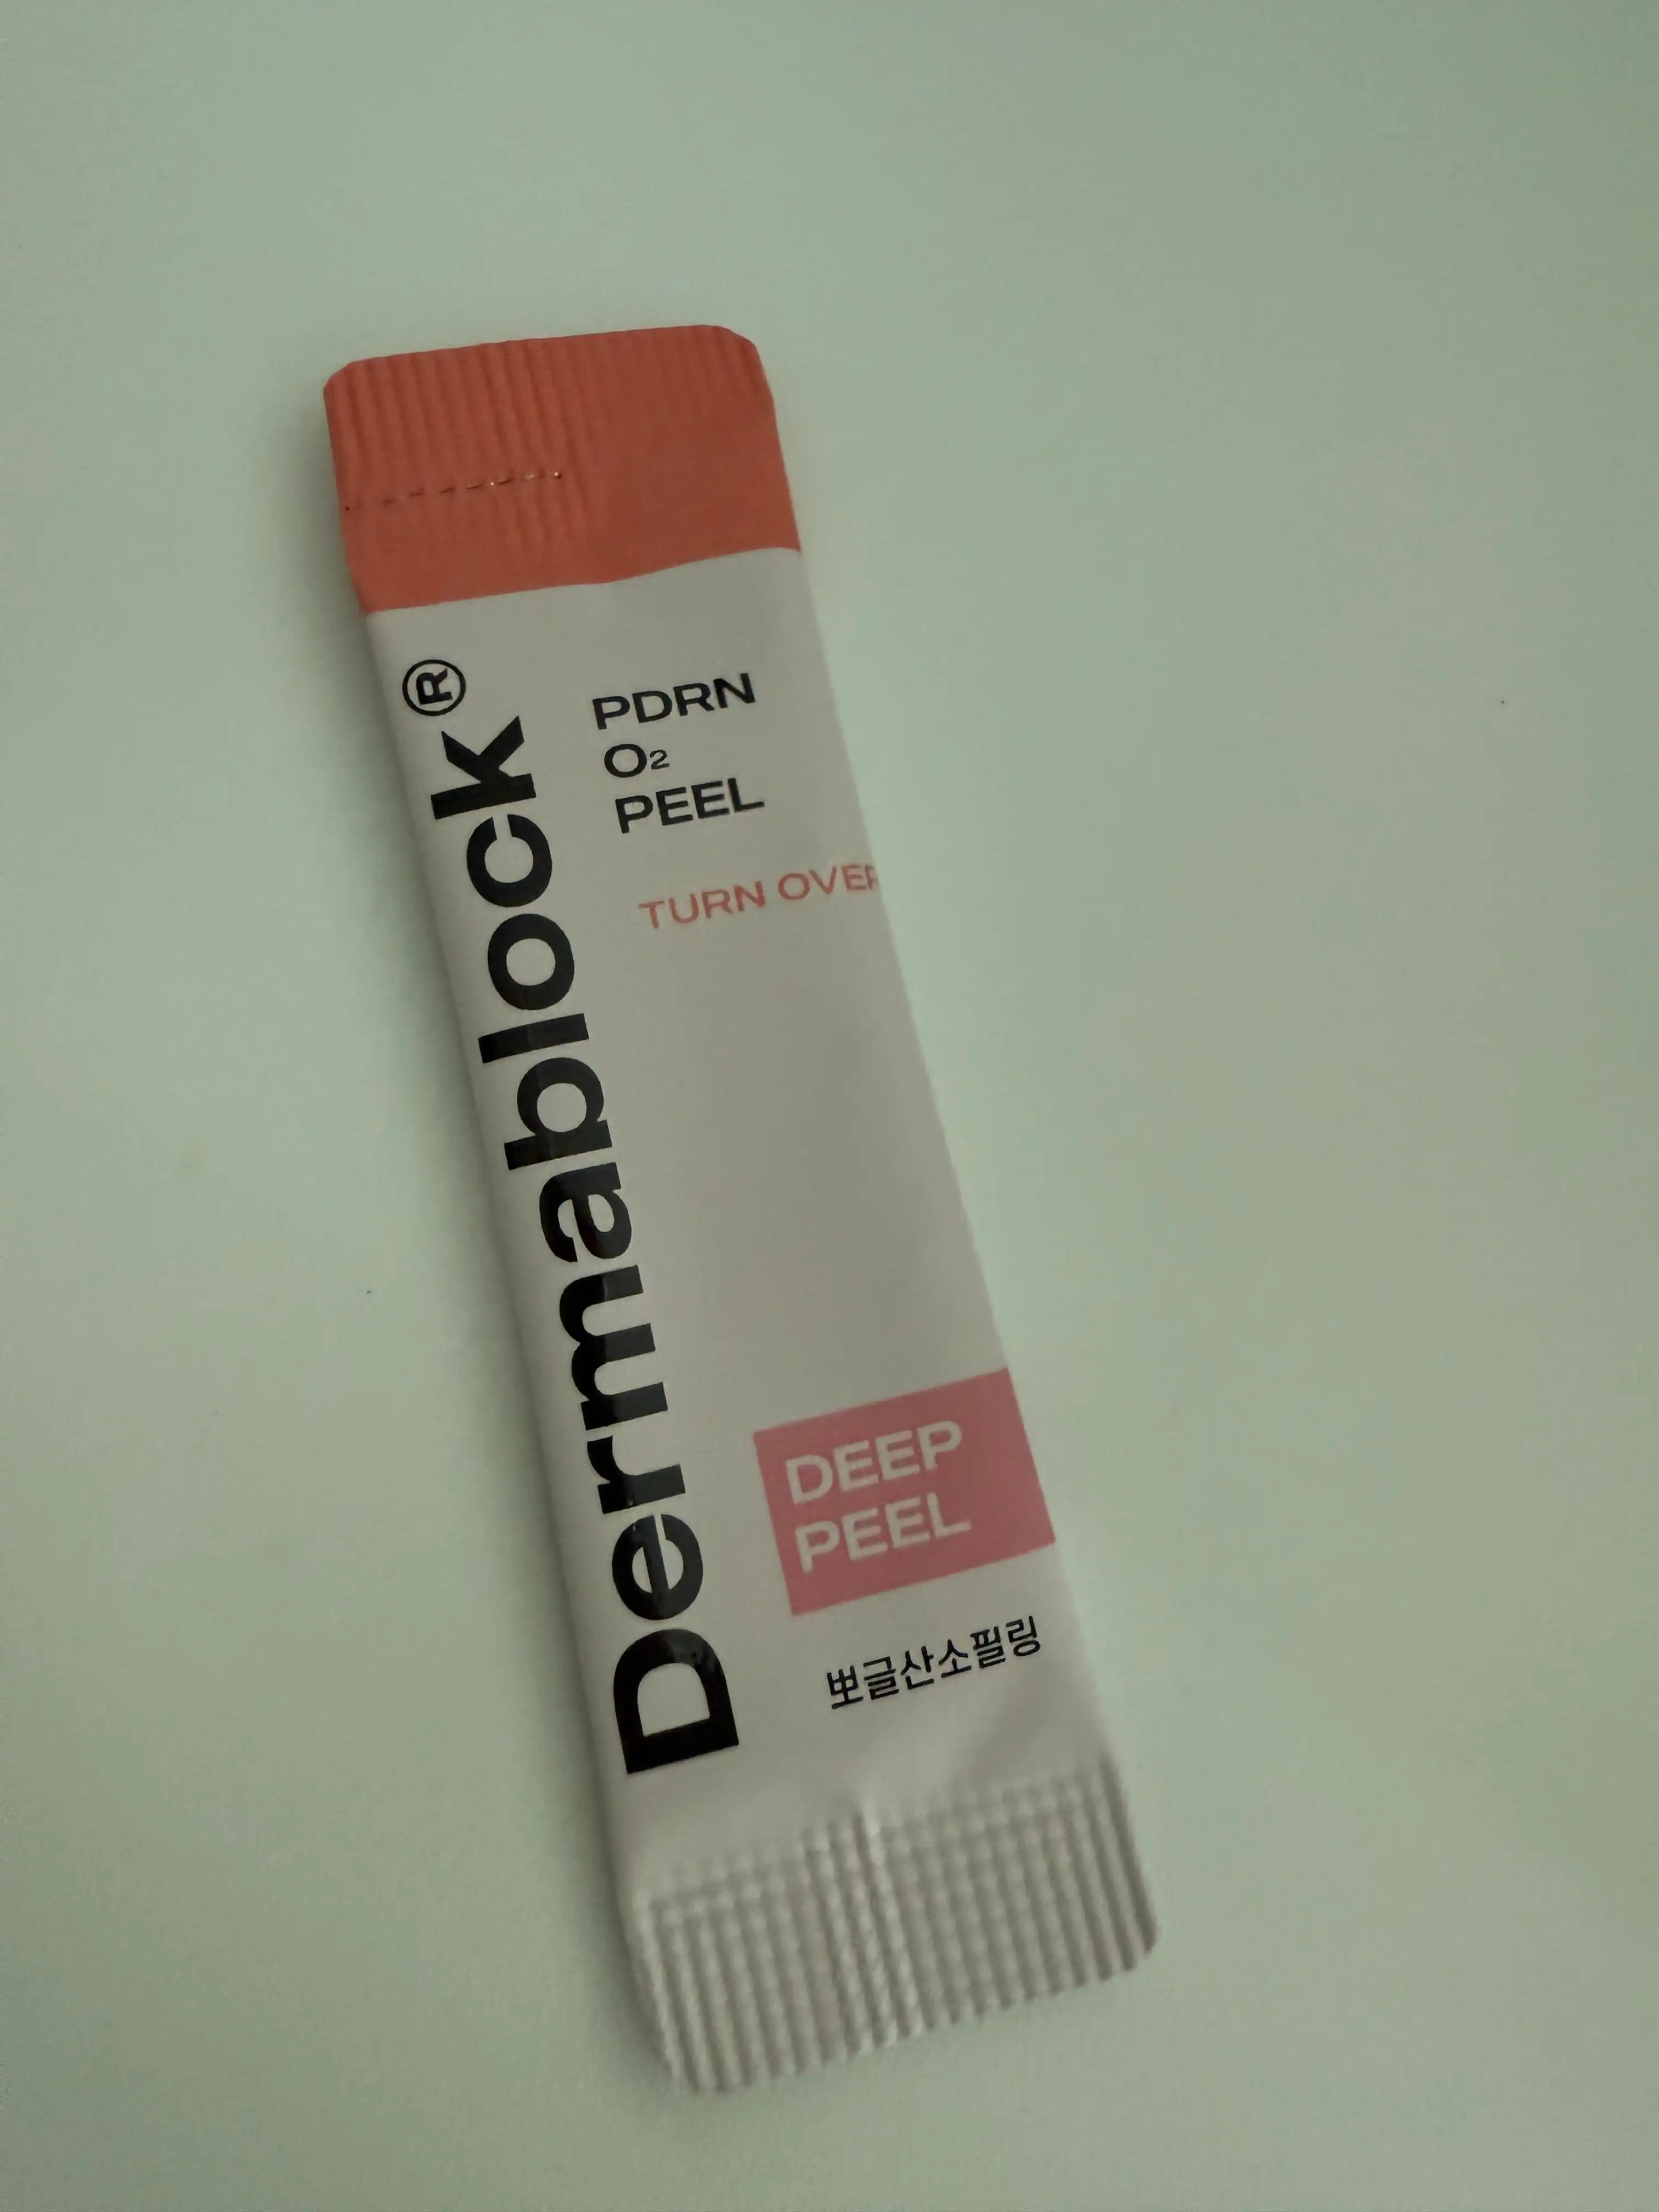 Dermablock®
PDRN
O2
PEEL
TURN OVER
DEEP
PEEL
뽀글산소필링